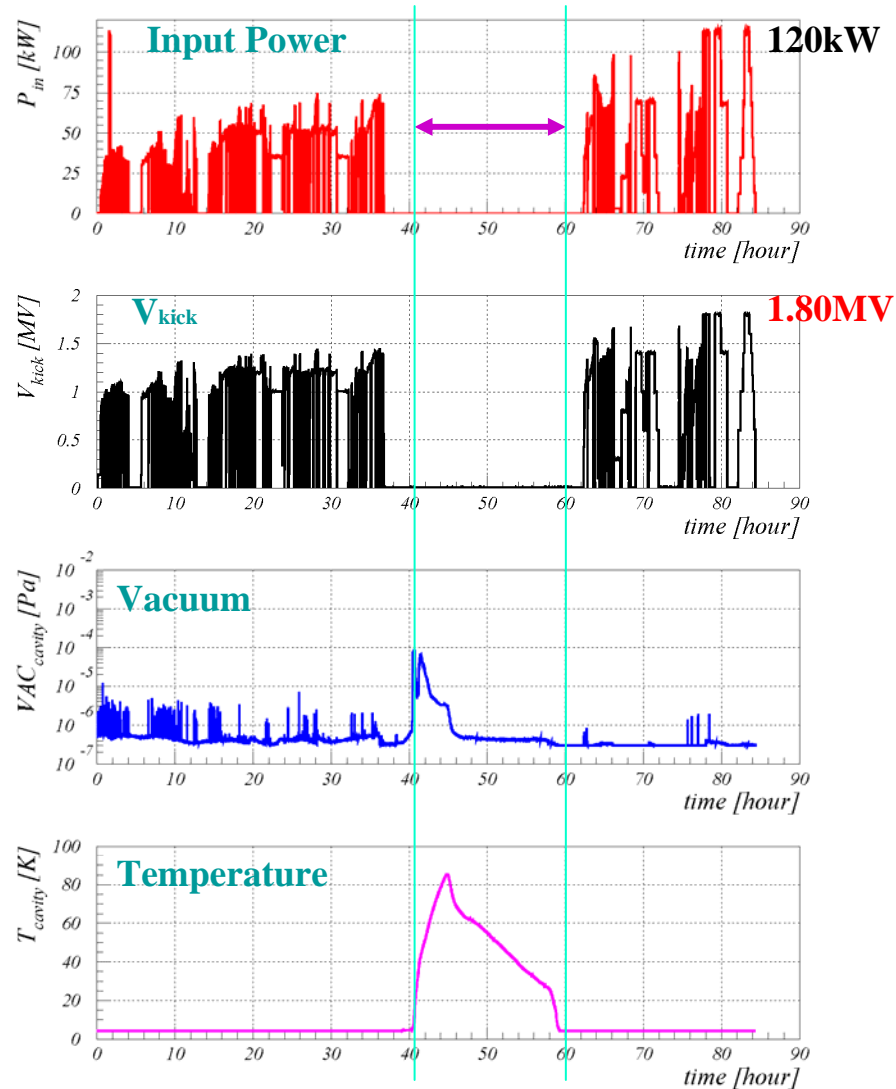 Input Power
120kW
P_in [kW]
100
75
50
25
0
0 10 20 30 40 50 60 70 80 90
time [hour]
V_kick
1.80MV
V_kick [MV]
2
1.5
1
0.5
0
0 10 20 30 40 50 60 70 80 90
time [hour]
Vacuum
VAC_cavity [Pa]
10^-2
10^-3
10^-4
10^-5
10^-6
10^-7
10
0 10 20 30 40 50 60 70 80 90
time [hour]
Temperature
T_cavity [K]
100
80
60
40
20
0
0 10 20 30 40 50 60 70 80 90
time [hour]